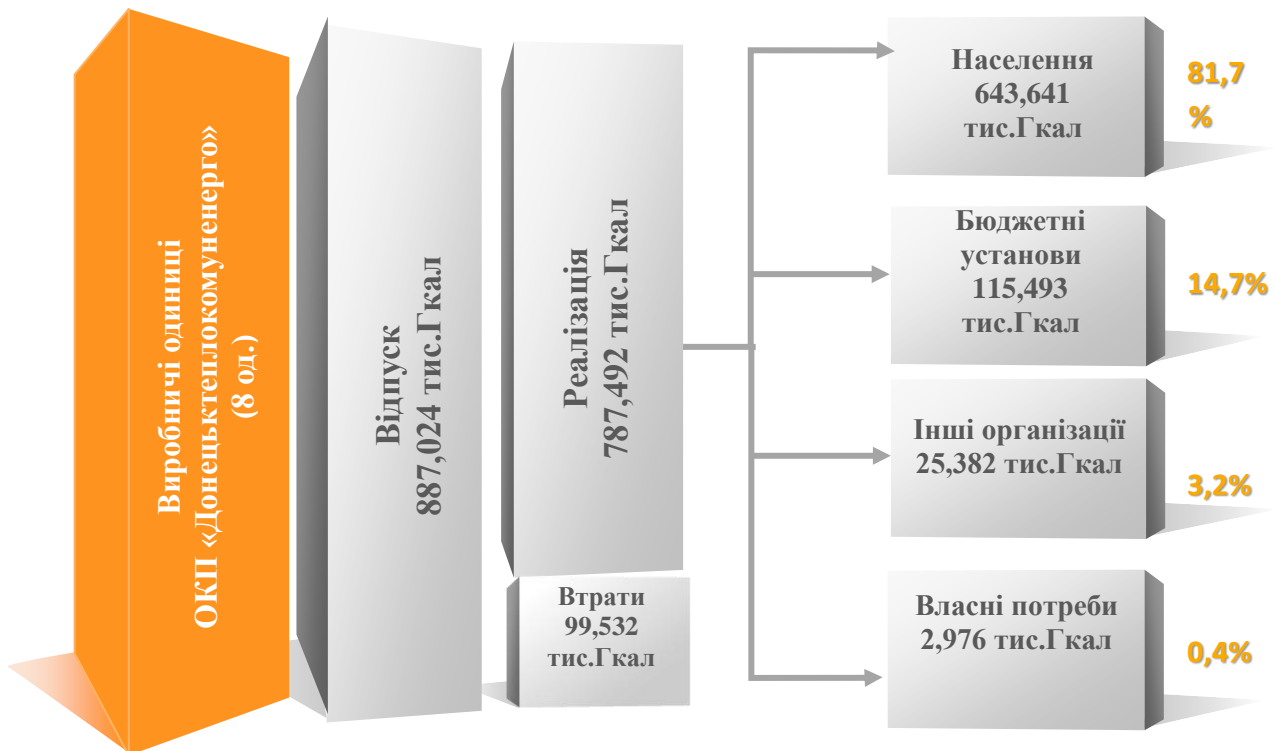 Виробничі одиниці
ОКП «Донецьктеплокомуненерго»
(8 од.)
Відпуск
887,024 тис.Гкал
Реалізація
787,492 тис.Гкал
Втрати
99,532
тис.Гкал
Населення
643,641
тис.Гкал
81,7
%
Бюджетні
установи
115,493
тис.Гкал
14,7%
Інші організації
25,382 тис.Гкал
3,2%
Власні потреби
2,976 тис.Гкал
0,4%